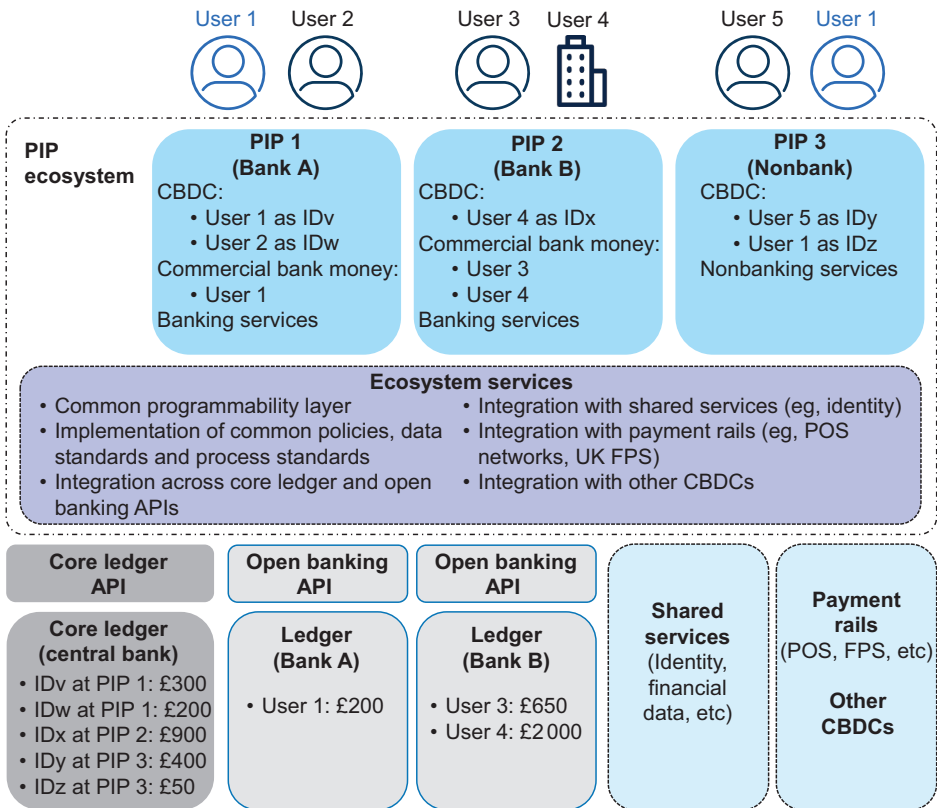 User 1
User 2
User 3
User 4
User 5
User 1
PIP
ecosystem
PIP 1
(Bank A)
CBDC:
• User 1 as IDv
• User 2 as IDw
Commercial bank money:
• User 1
Banking services
PIP 2
(Bank B)
CBDC:
• User 4 as IDx
Commercial bank money:
• User 3
• User 4
Banking services
PIP 3
(Nonbank)
CBDC:
• User 5 as IDy
• User 1 as IDz
Nonbanking services
Ecosystem services
• Common programmability layer
• Implementation of common policies, data
standards and process standards
• Integration across core ledger and open
banking APIs
• Integration with shared services (eg, identity)
• Integration with payment rails (eg, POS
networks, UK FPS)
• Integration with other CBDCs
Core ledger
API
Open banking
API
Open banking
API
Core ledger
(central bank)
• IDv at PIP 1: £300
• IDw at PIP 1: £200
• IDx at PIP 2: £900
• IDy at PIP 3: £400
• IDz at PIP 3: £50
Ledger
(Bank A)
• User 1: £200
Ledger
(Bank B)
• User 3: £650
• User 4: £2 000
Shared
services
(Identity,
financial
data, etc)
Payment
rails
(POS, FPS, etc)
Other
CBDCs